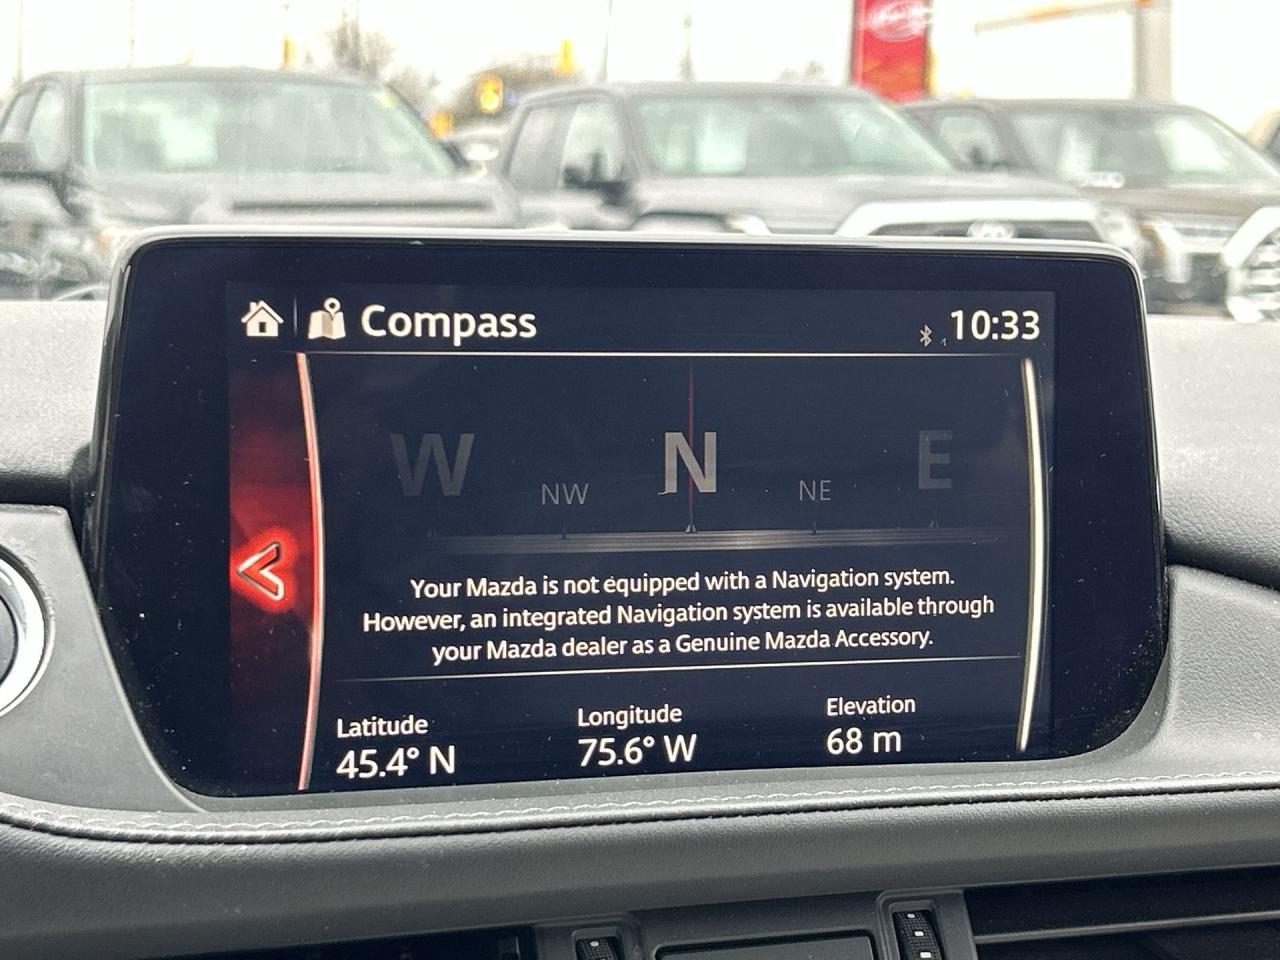 Compass
10:33
W NW N NE E
Your Mazda is not equipped with a Navigation system.
However, an integrated Navigation system is available through
your Mazda dealer as a Genuine Mazda Accessory.
Latitude Longitude Elevation
45.4° N 75.6° W 68 m